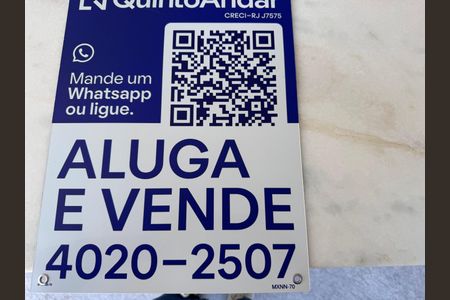 QuintoAndar
CRECI-RJ J7575
Mande um
Whatsapp
ou ligue.
ALUGA
E VENDE
4020-2507
MXNN-70